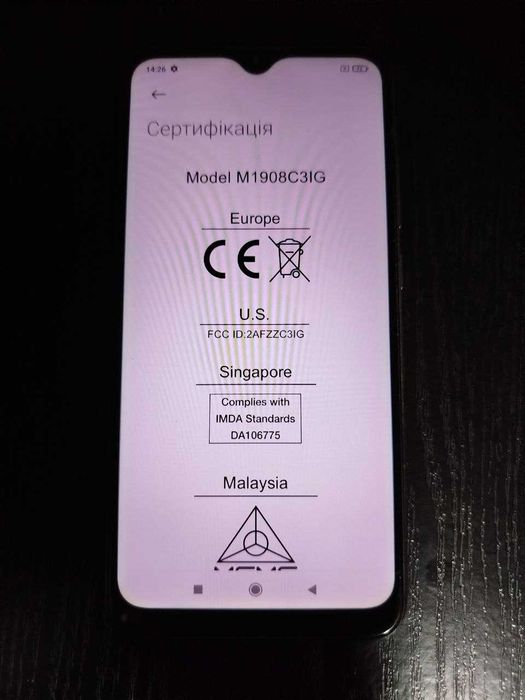 14:26
Сертифікація
Model M1908C3IG
Europe
CE
U.S.
FCC ID:2AFZZC3IG
Singapore
Complies with
IMDA Standards
DA106775
Malaysia